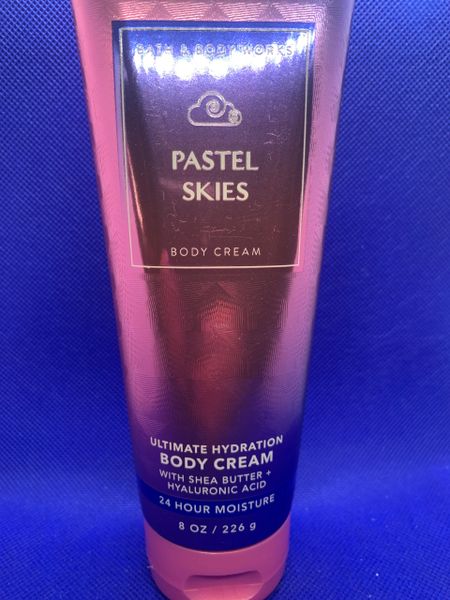 BATH & BODY WORKS
PASTEL
SKIES
BODY CREAM
ULTIMATE HYDRATION
BODY CREAM
WITH SHEA BUTTER +
HYALURONIC ACID
24 HOUR MOISTURE
8 OZ / 226 g